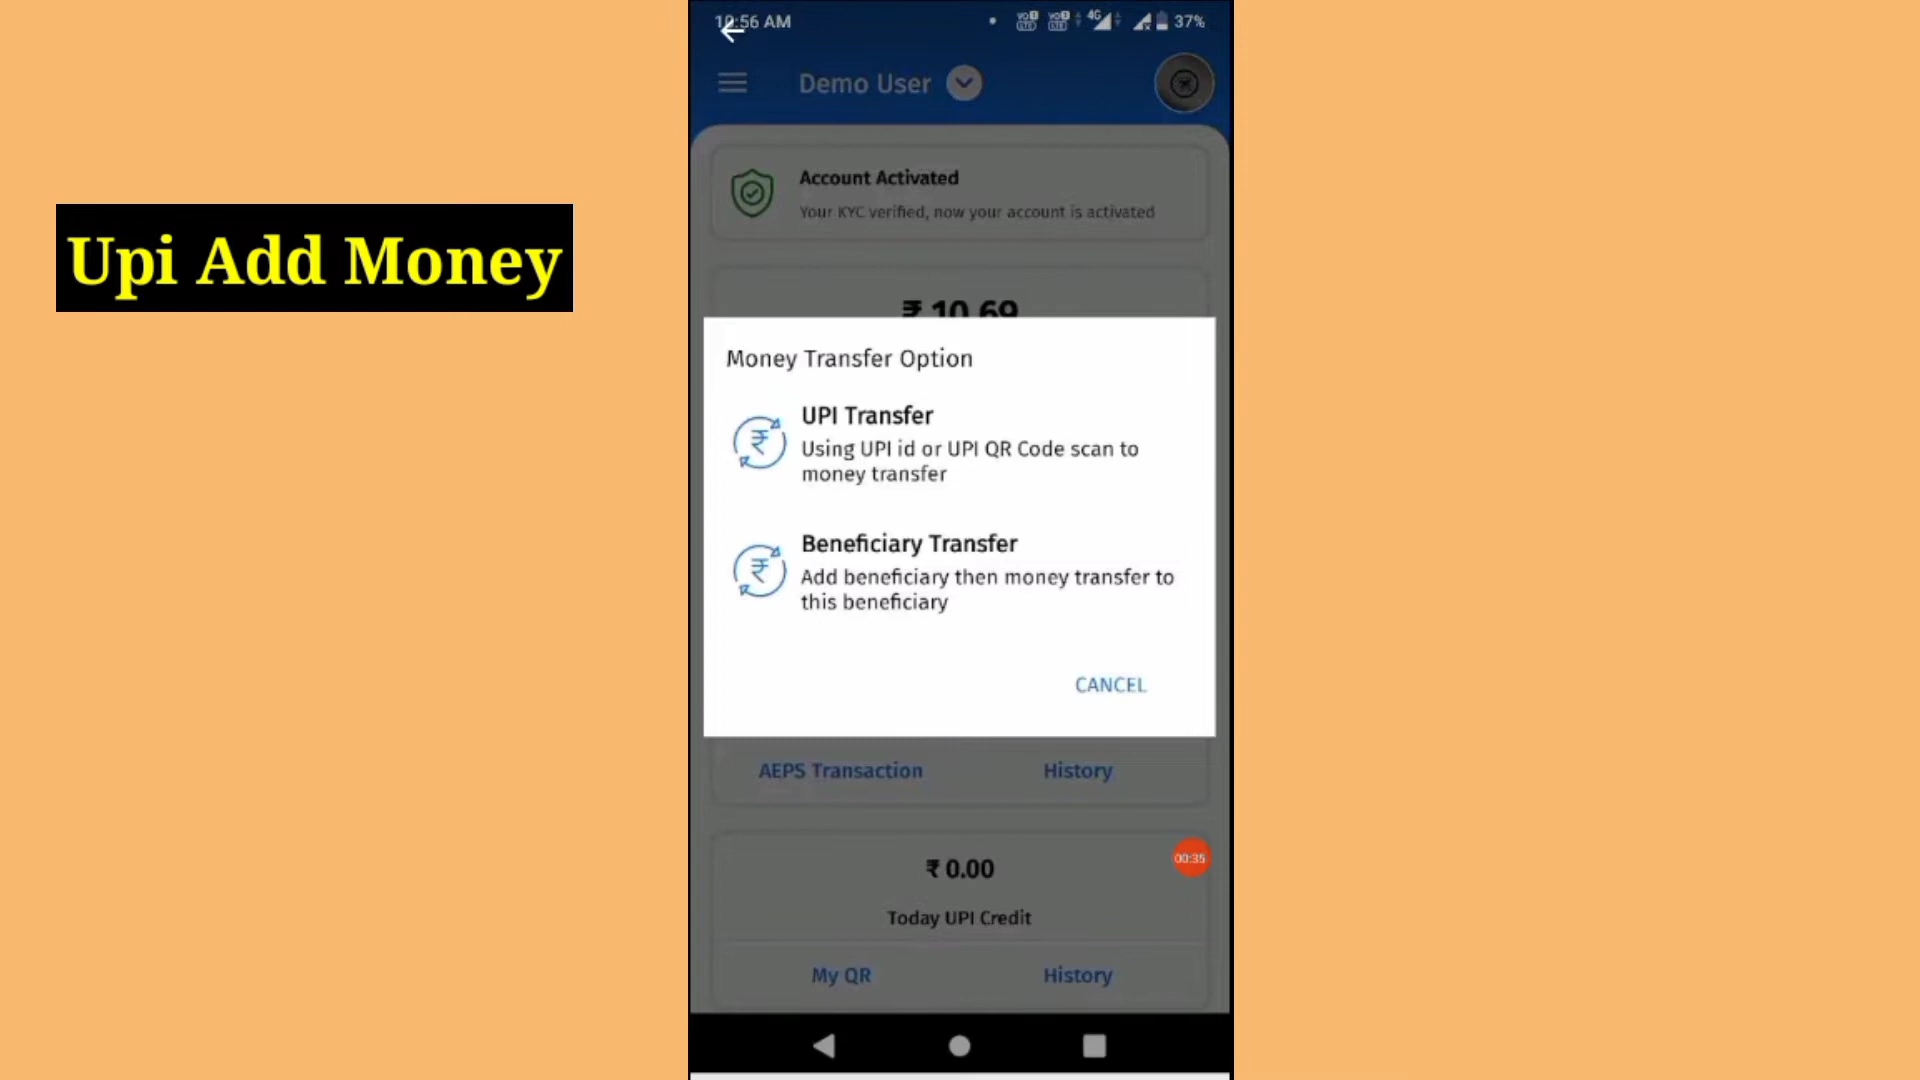 Upi Add Money
10:56 AM
4G
37%
Demo User
Account Activated
Your KYC verified, now your account is activated
₹ 10.69
Money Transfer Option
UPI Transfer
Using UPI id or UPI QR Code scan to
money transfer
Beneficiary Transfer
Add beneficiary then money transfer to
this beneficiary
CANCEL
AEPS Transaction
History
00:35
₹ 0.00
Today UPI Credit
My QR
History